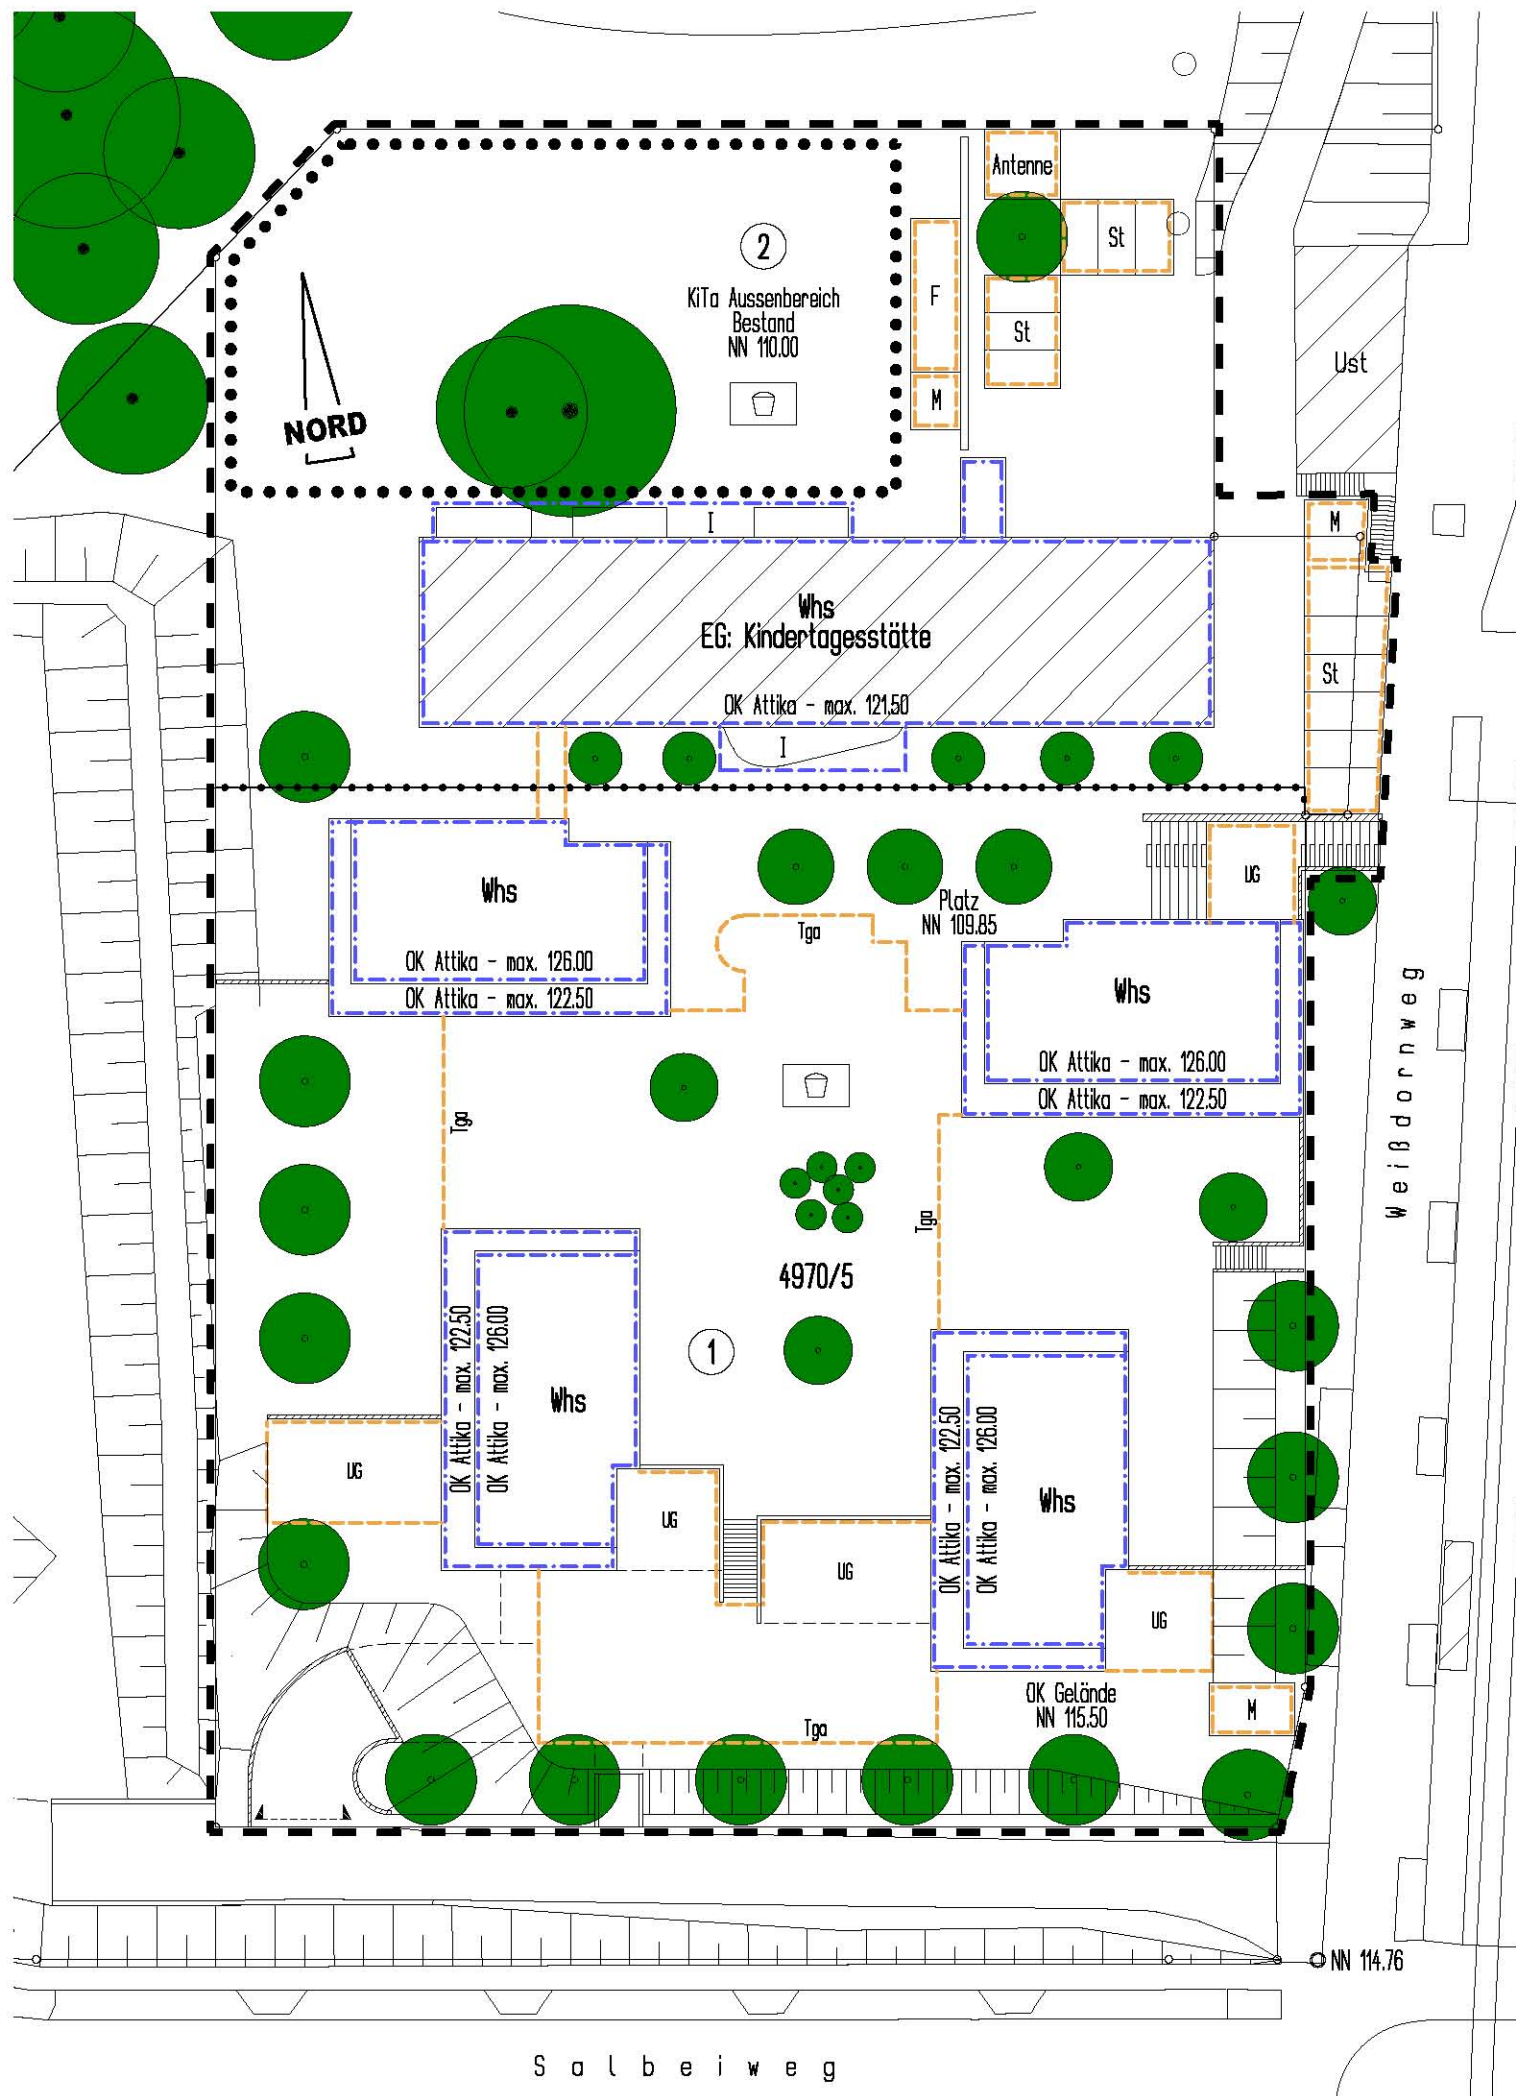 Antenne
2
St
KiTa Aussenbereich
Bestand
NN 110.00
F
St
Ust
M
NORD
I
M
Whs
EG: Kindertagesstätte
St
OK Attika - max. 121.50
I
UG
Whs
Platz
NN 109.85
Tga
OK Attika - max. 126.00
OK Attika - max. 122.50
Whs
OK Attika - max. 126.00
OK Attika - max. 122.50
Weißdornweg
Tga
Tga
4970/5
1
OK Attika - max. 122.50
OK Attika - max. 126.00
Whs
OK Attika - max. 122.50
OK Attika - max. 126.00
Whs
UG
UG
UG
UG
OK Gelände
NN 115.50
M
Tga
NN 114.76
Salbeiweg